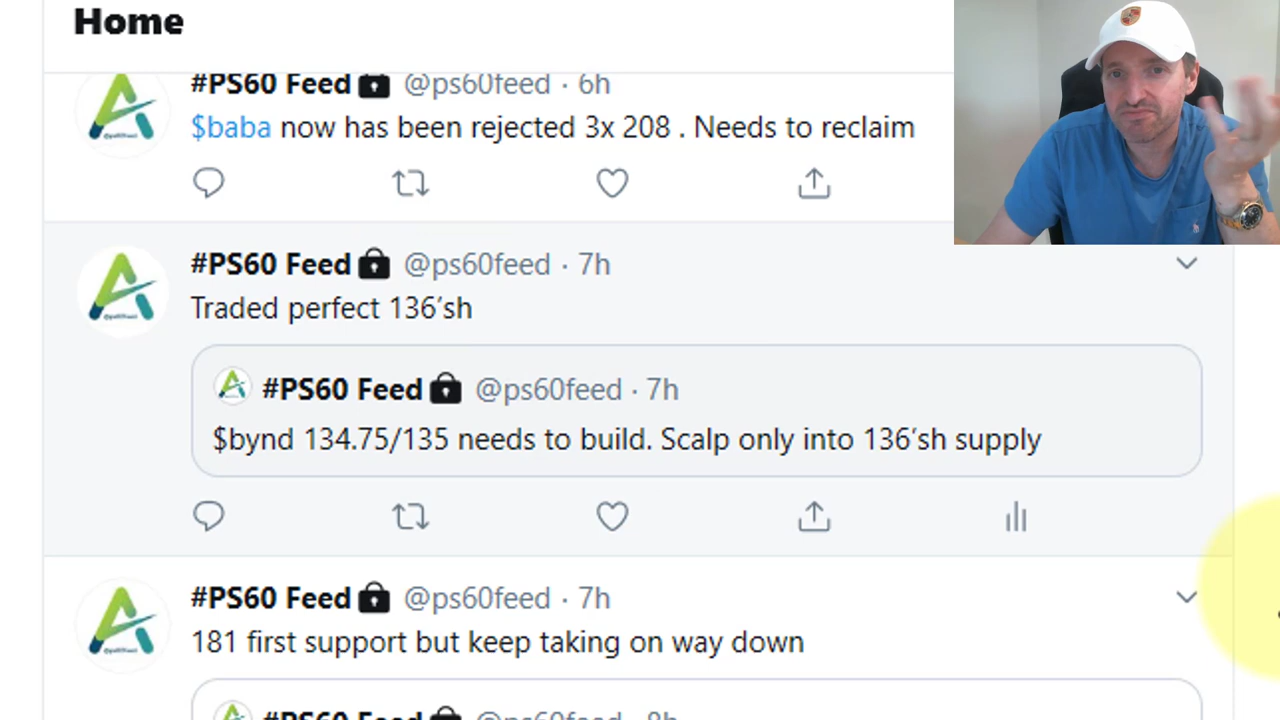 Home
#PS60 Feed @ps60feed · 6h
$baba now has been rejected 3x 208 . Needs to reclaim
#PS60 Feed @ps60feed · 7h
Traded perfect 136’sh
#PS60 Feed @ps60feed · 7h
$bynd 134.75/135 needs to build. Scalp only into 136’sh supply
#PS60 Feed @ps60feed · 7h
181 first support but keep taking on way down
#PS60 Feed @ps60feed · 8h